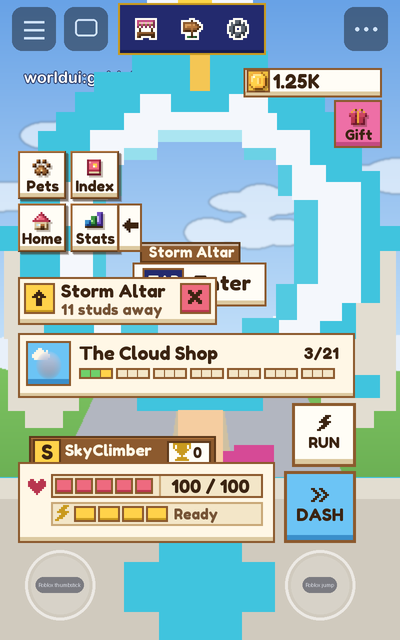 1.25K
Gift
Pets
Index
Home
Stats
Storm Altar
Storm Altar
11 studs away
The Cloud Shop
3/21
RUN
S
SkyClimber
0
100 / 100
Ready
DASH
Roblox thumbstick
Roblox jump